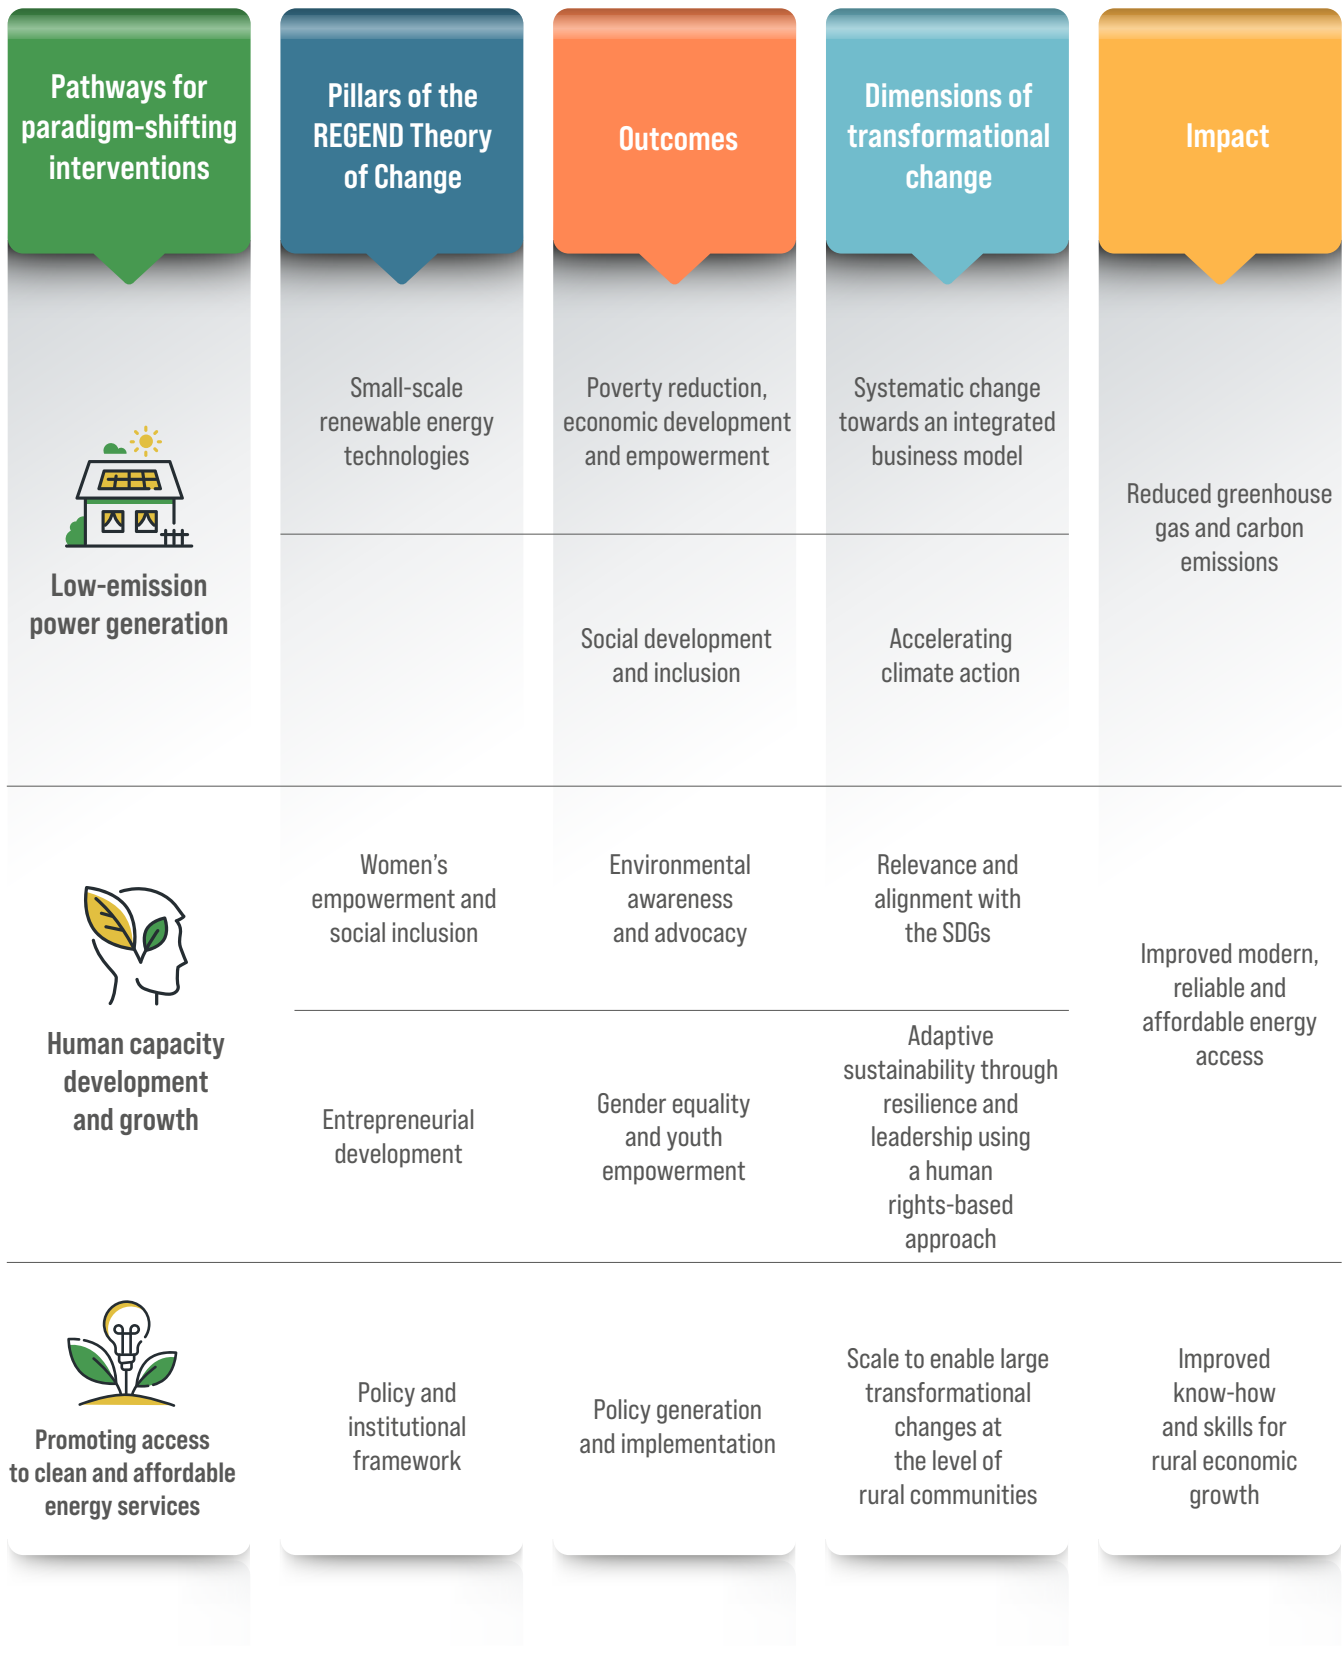 Pathways for
paradigm-shifting
interventions
Pillars of the
REGEND Theory
of Change
Outcomes
Dimensions of
transformational
change
Impact
Low-emission
power generation
Small-scale
renewable energy
technologies
Poverty reduction,
economic development
and empowerment
Systematic change
towards an integrated
business model
Reduced greenhouse
gas and carbon
emissions
Social development
and inclusion
Accelerating
climate action
Human capacity
development
and growth
Women’s
empowerment and
social inclusion
Environmental
awareness
and advocacy
Relevance and
alignment with
the SDGs
Improved modern,
reliable and
affordable energy
access
Entrepreneurial
development
Gender equality
and youth
empowerment
Adaptive
sustainability through
resilience and
leadership using
a human
rights-based
approach
Promoting access
to clean and affordable
energy services
Policy and
institutional
framework
Policy generation
and implementation
Scale to enable large
transformational
changes at
the level of
rural communities
Improved
know-how
and skills for
rural economic
growth